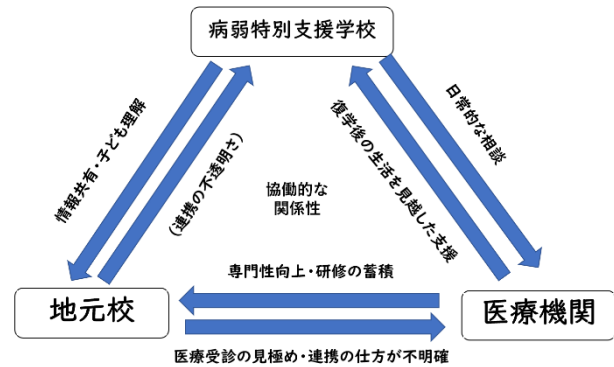 病弱特別支援学校
情報共有・子ども理解
(連携の不透明さ)
復学後の生活を見越した支援
日常的な相談
協働的な
関係性
専門性向上・研修の蓄積
地元校
医療機関
医療受診の見極め・連携の仕方が不明確